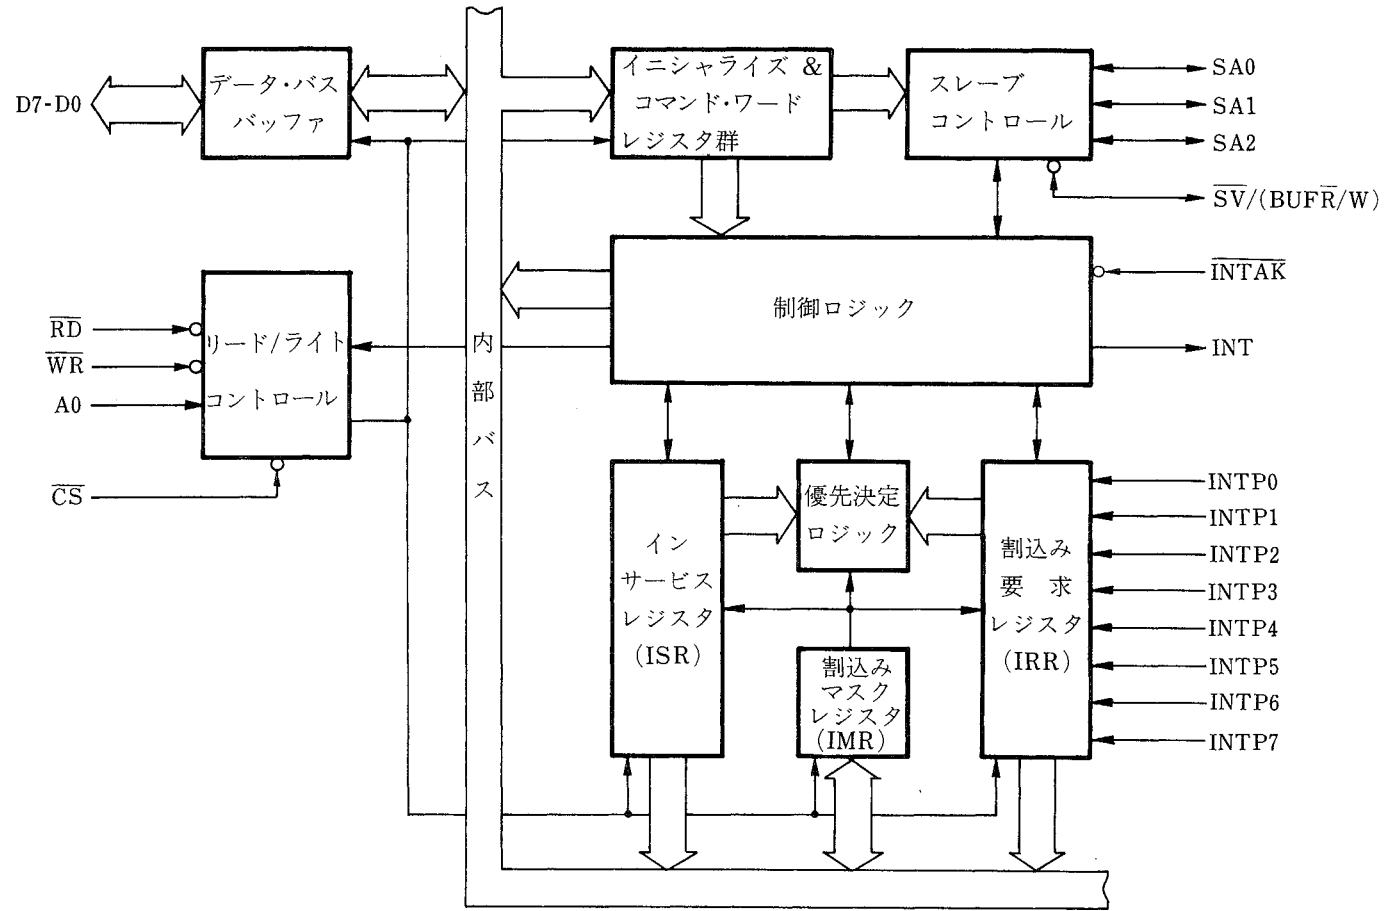 D7-D0
データ・バス
バッファ
イニシャライズ &
コマンド・ワード
レジスタ群
スレーブ
コントロール
SA0
SA1
SA2
S̅V̅/(BUFR̅/W)
I̅N̅T̅A̅K̅
INT
制御ロジック
R̅D̅
W̅R̅
A0
C̅S̅
リード/ライト
コントロール
内部バス
イン
サービス
レジスタ
(ISR)
優先決定
ロジック
割込み
マスク
レジスタ
(IMR)
割込み
要 求
レジスタ
(IRR)
INTP0
INTP1
INTP2
INTP3
INTP4
INTP5
INTP6
INTP7